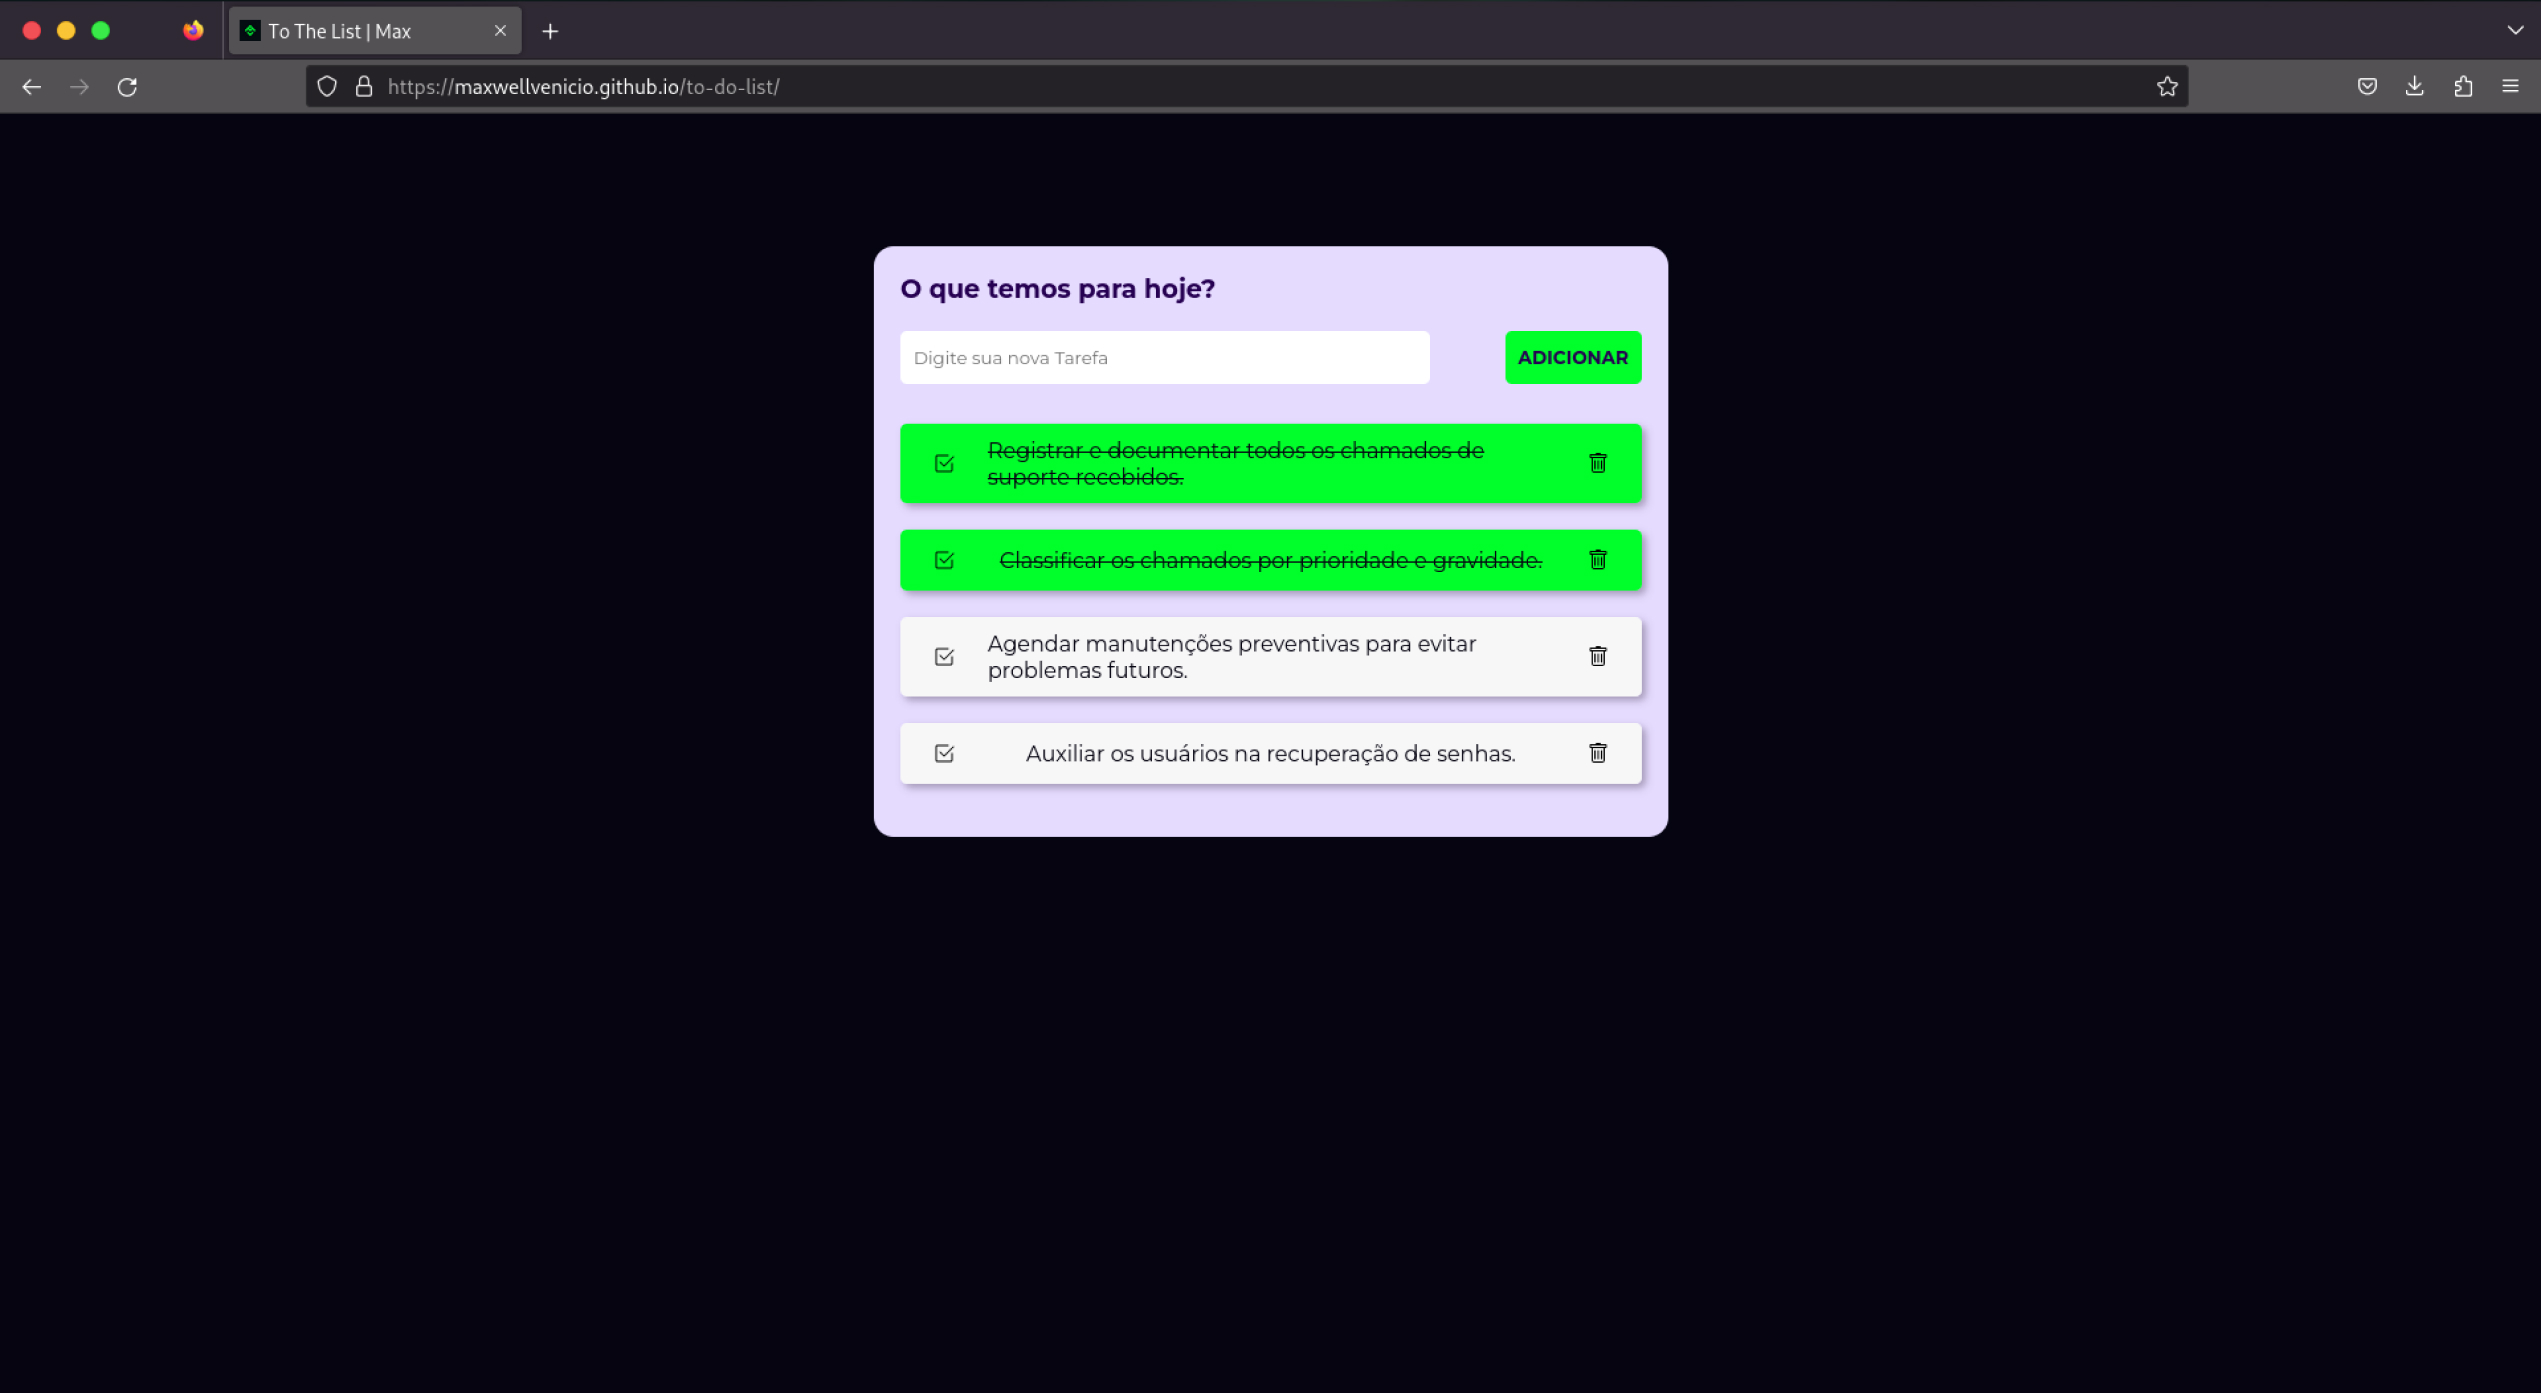 To The List | Max
https://maxwellvenicio.github.io/to-do-list/
O que temos para hoje?
Digite sua nova Tarefa
ADICIONAR
Registrar e documentar todos os chamados de
suporte recebidos.
Classificar os chamados por prioridade e gravidade.
Agendar manutenções preventivas para evitar
problemas futuros.
Auxiliar os usuários na recuperação de senhas.